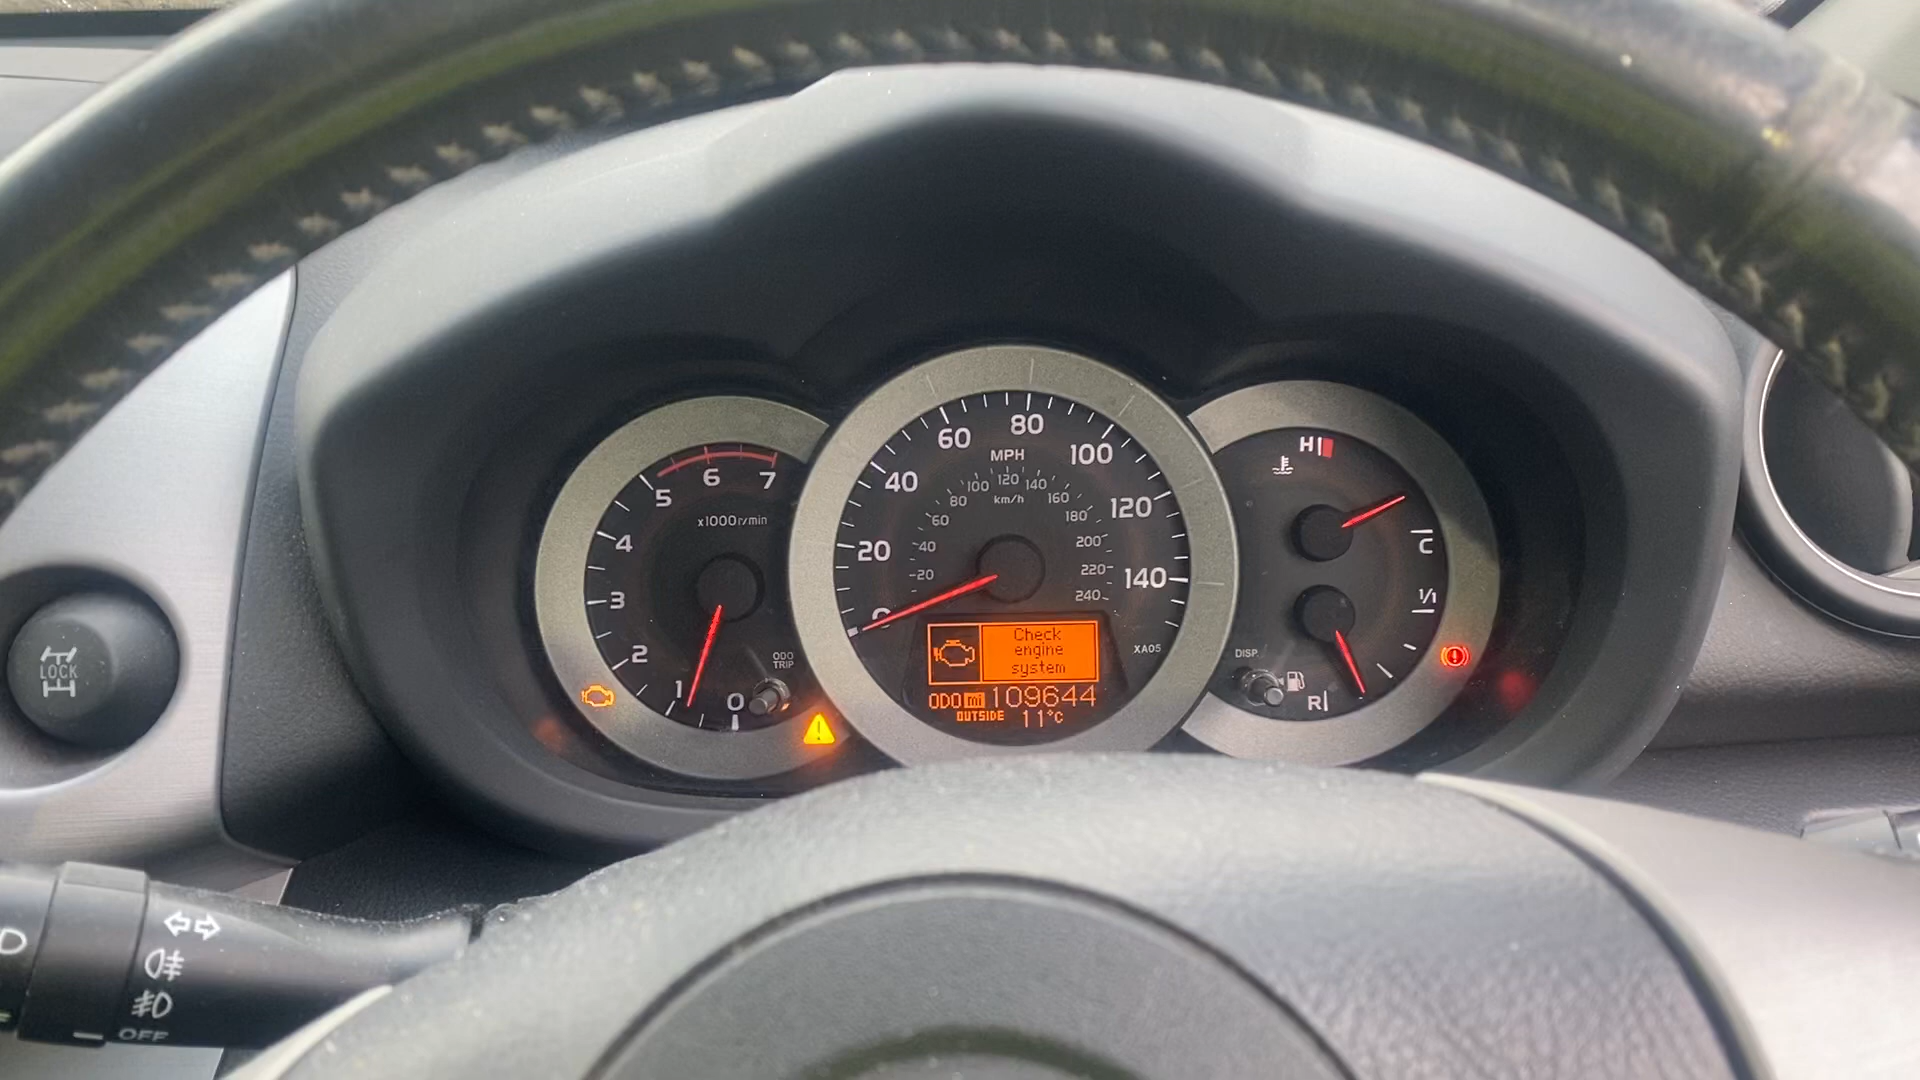 7
6
5
4
3
2
1
0
x1000r/min
ODO
TRIP
0
20
40
60
80
100
120
140
MPH
20
40
60
80
100
120
140
160
180
200
220
240
km/h
XA05
Check
engine
system
ODO mi 109644
OUTSIDE 11°C
H
C
1/1
R
DISP.
LOCK
OFF